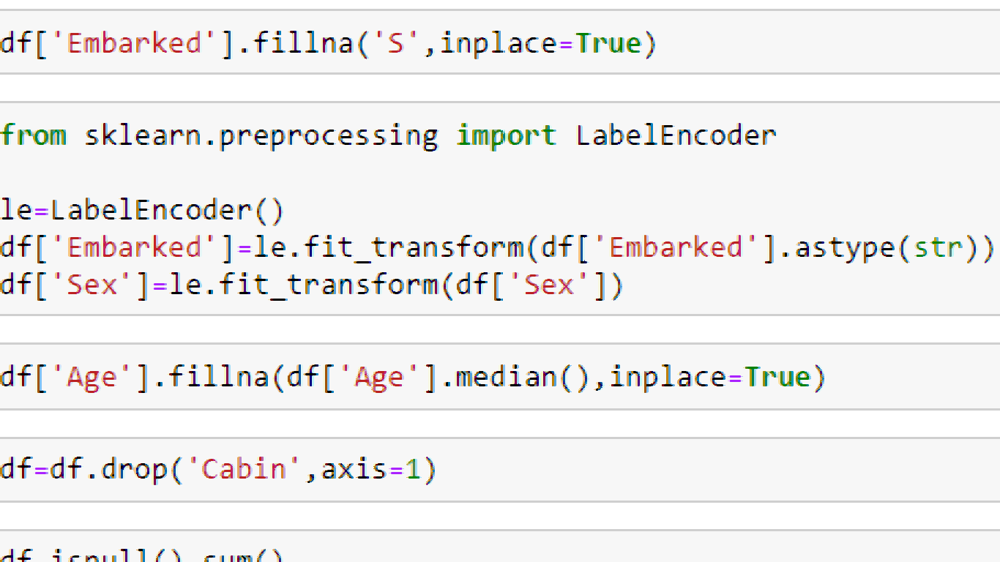 df['Embarked'].fillna('S',inplace=True)
from sklearn.preprocessing import LabelEncoder
le=LabelEncoder()
df['Embarked']=le.fit_transform(df['Embarked'].astype(str))
df['Sex']=le.fit_transform(df['Sex'])
df['Age'].fillna(df['Age'].median(),inplace=True)
df=df.drop('Cabin',axis=1)
df.isnull().sum()